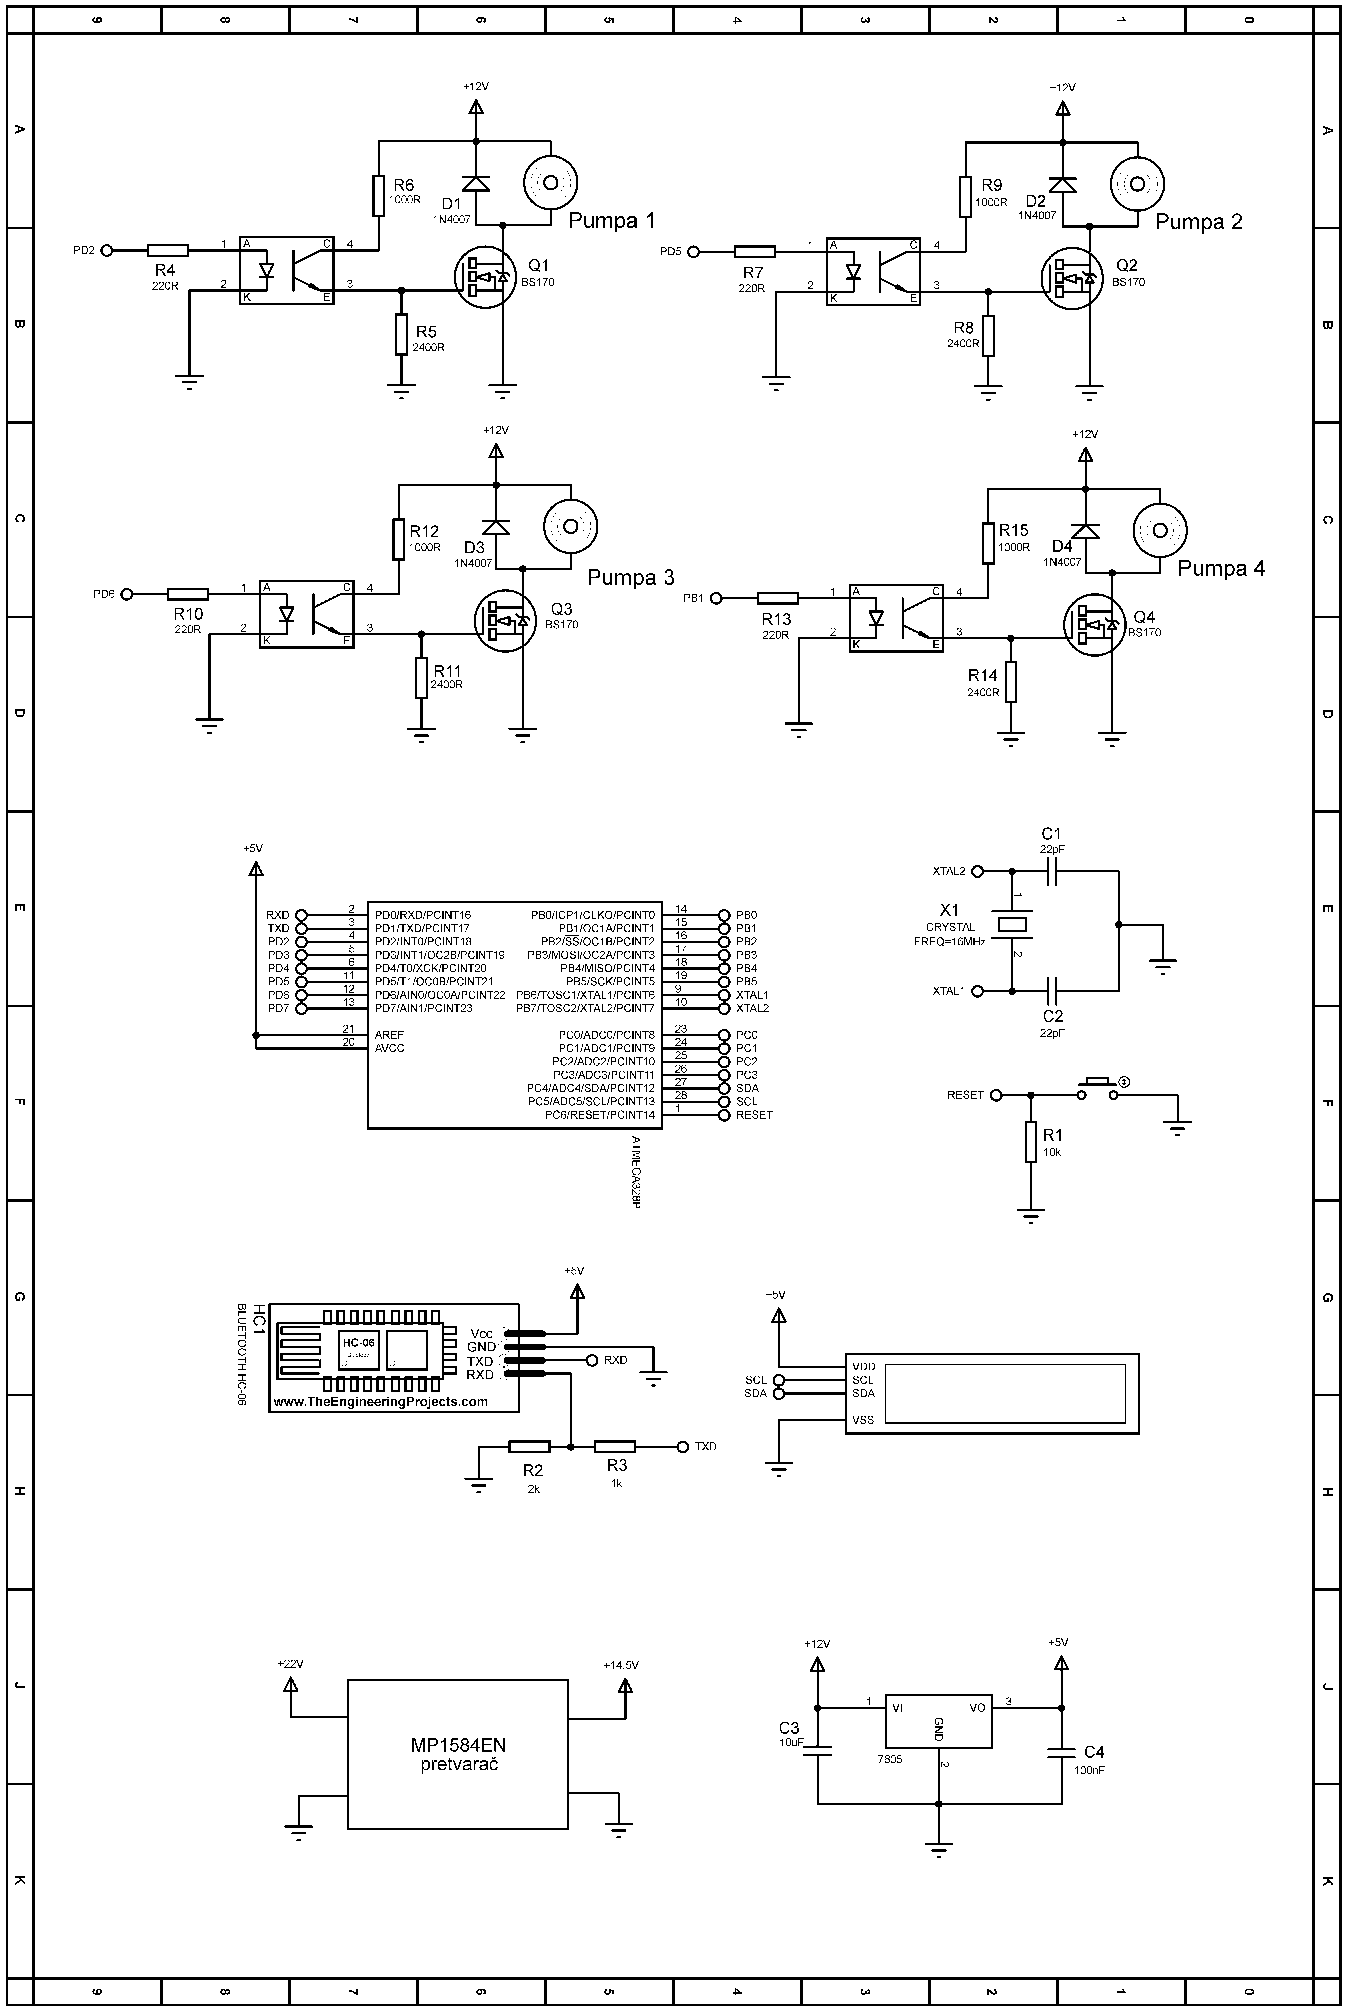 9 8 7 6 5 4 3 2 1 0
A
B
C
D
E
F
G
H
J
K
+12V
R6
1000R
D1
1N4007
Pumpa 1
PD2
R4
220R
1
2
A
K
C
E
4
3
Q1
BS170
R5
2400R
−12V
R9
1000R
D2
1N4007
Pumpa 2
PD5
R7
220R
1
2
A
K
C
E
4
3
Q2
BS170
R8
2400R
+12V
R12
1000R
D3
1N4007
Pumpa 3
PD6
R10
220R
1
2
A
K
C
E
4
3
Q3
BS170
R11
2400R
+12V
R15
1000R
D4
1N4007
Pumpa 4
PB1
R13
220R
1
2
A
K
C
E
4
3
Q4
BS170
R14
2400R
+5V
RXD 2 PD0/RXD/PCINT16
TXD 3 PD1/TXD/PCINT17
PD2 4 PD2/INT0/PCINT18
PD3 5 PD3/INT1/OC2B/PCINT19
PD4 6 PD4/T0/XCK/PCINT20
PD5 11 PD5/T1/OC0B/PCINT21
PD6 12 PD6/AIN0/OC0A/PCINT22
PD7 13 PD7/AIN1/PCINT23
21 AREF
20 AVCC
PB0/ICP1/CLKO/PCINT0 14 PB0
PB1/OC1A/PCINT1 15 PB1
PB2/SS/OC1B/PCINT2 16 PB2
PB3/MOSI/OC2A/PCINT3 17 PB3
PB4/MISO/PCINT4 18 PB4
PB5/SCK/PCINT5 19 PB5
PB6/TOSC1/XTAL1/PCINT6 9 XTAL1
PB7/TOSC2/XTAL2/PCINT7 10 XTAL2
PC0/ADC0/PCINT8 23 PC0
PC1/ADC1/PCINT9 24 PC1
PC2/ADC2/PCINT10 25 PC2
PC3/ADC3/PCINT11 26 PC3
PC4/ADC4/SDA/PCINT12 27 SDA
PC5/ADC5/SCL/PCINT13 28 SCL
PC6/RESET/PCINT14 1 RESET
ATMEGA328P
C1
22pF
XTAL2
1
X1
CRYSTAL
FREQ=16MHz
2
XTAL1
C2
22pF
RESET
R1
10k
HC1
BLUETOOTH HC-06
HC-06
Vcc
GND
TXD
RXD
www.TheEngineeringProjects.com
+5V
RXD
R2
2k
R3
1k
TXD
−5V
SCL
SDA
VDD
SCL
SDA
VSS
+22V
+14.5V
MP1584EN
pretvarač
+12V
+5V
1 VI VO 3
GND
2
7805
C3
10uF
C4
100nF
A
B
C
D
E
F
G
H
J
K
9 8 7 6 5 4 3 2 1 0